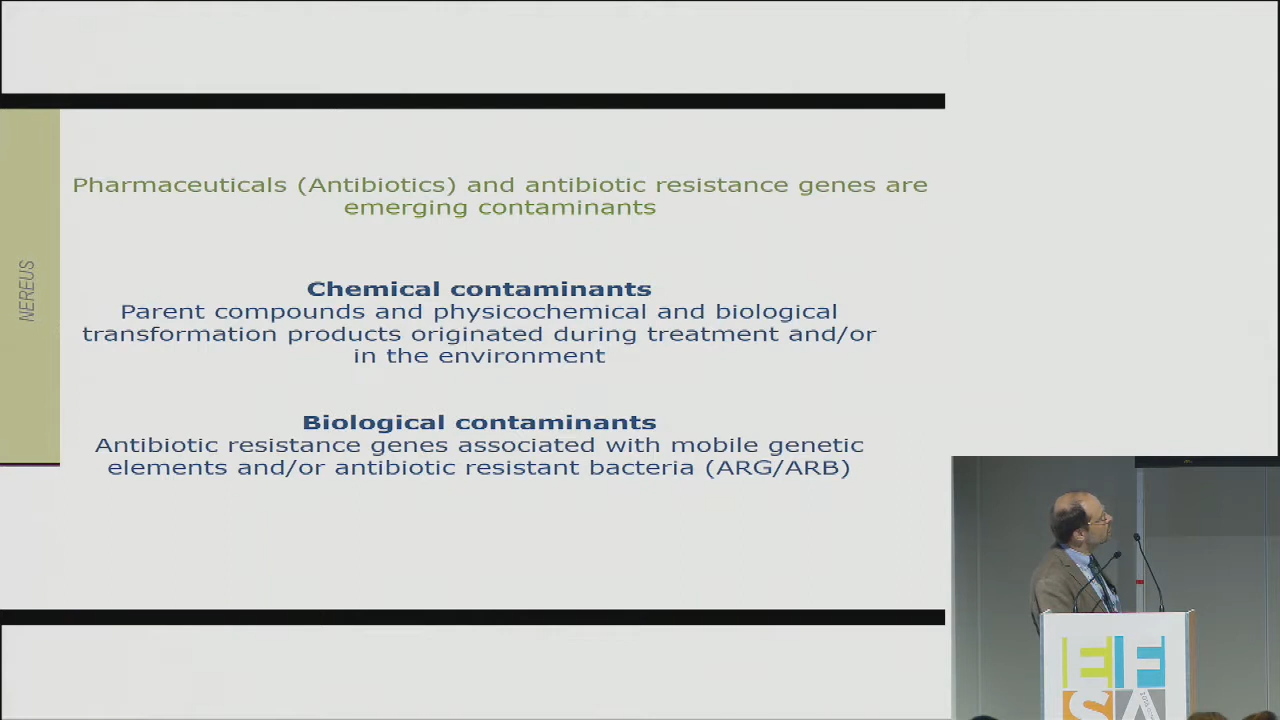 NEREUS
Pharmaceuticals (Antibiotics) and antibiotic resistance genes are
emerging contaminants
Chemical contaminants
Parent compounds and physicochemical and biological
transformation products originated during treatment and/or
in the environment
Biological contaminants
Antibiotic resistance genes associated with mobile genetic
elements and/or antibiotic resistant bacteria (ARG/ARB)
EF
SA